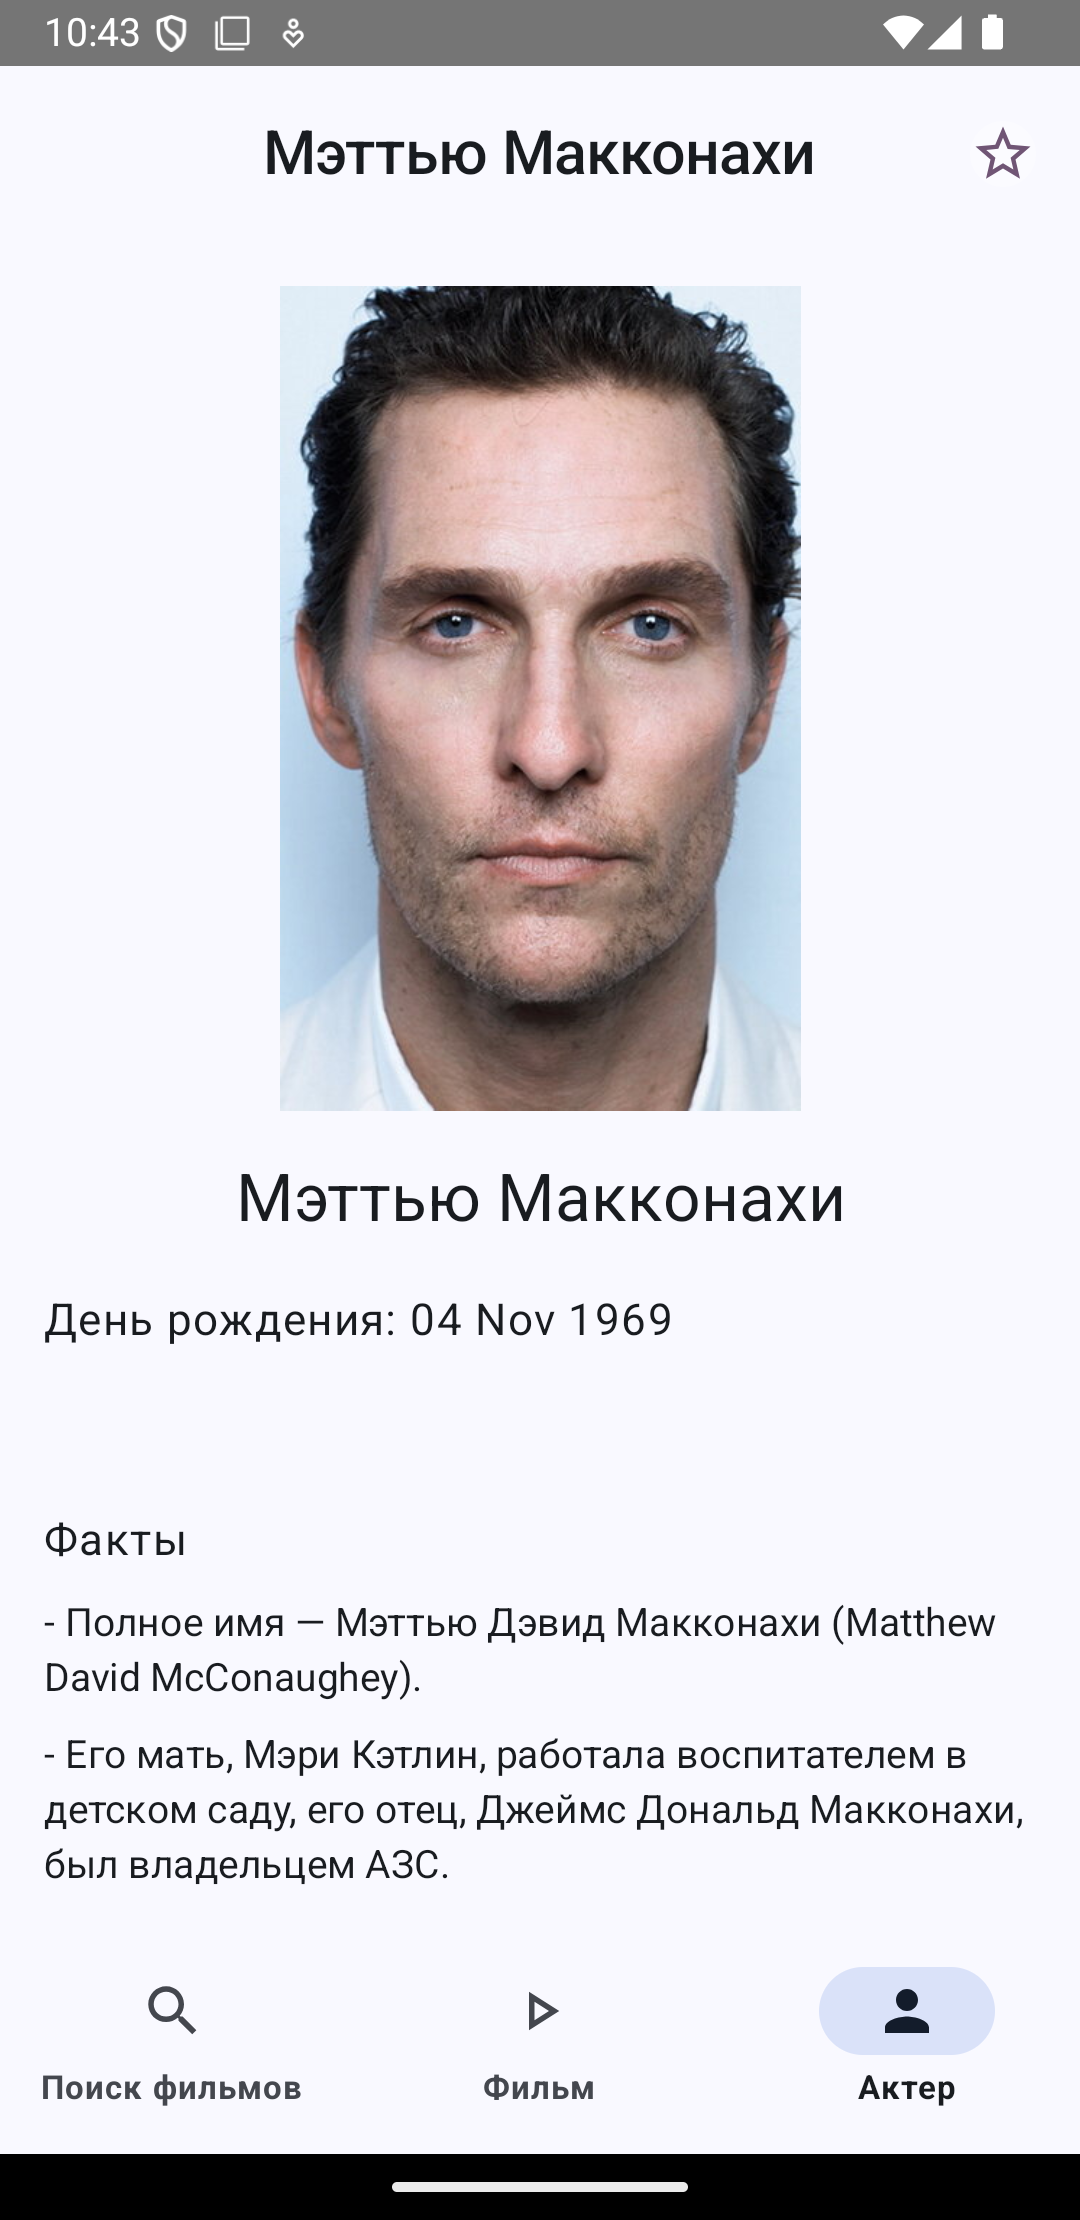 10:43
Мэттью Макконахи
Мэттью Макконахи
День рождения: 04 Nov 1969
Факты
- Полное имя — Мэттью Дэвид Макконахи (Matthew
David McConaughey).
- Его мать, Мэри Кэтлин, работала воспитателем в
детском саду, его отец, Джеймс Дональд Макконахи,
был владельцем АЗС.
Поиск фильмов
Фильм
Актер